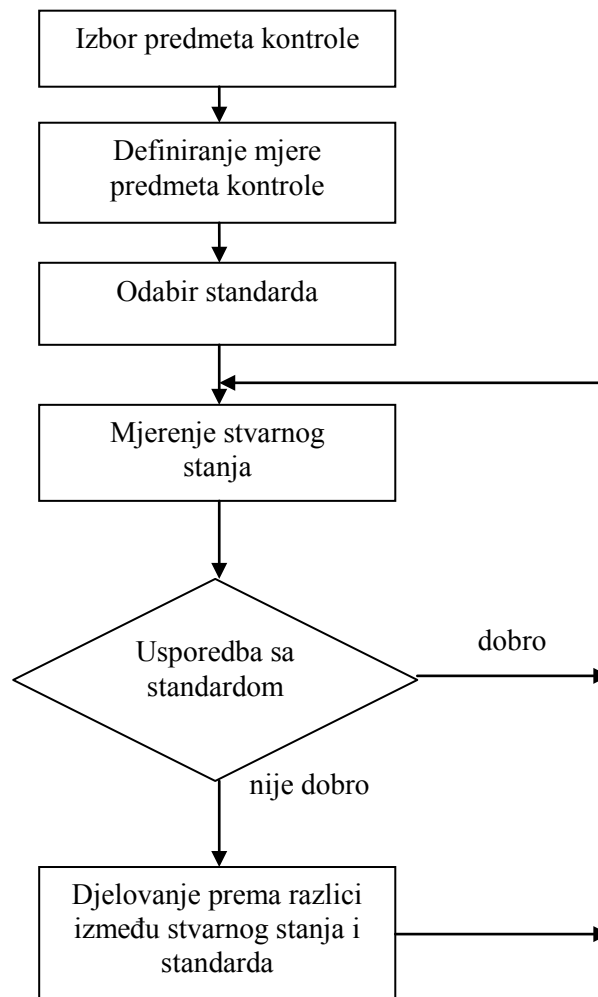 Izbor predmeta kontrole
Definiranje mjere
predmeta kontrole
Odabir standarda
Mjerenje stvarnog
stanja
Usporedba sa
standardom
dobro
nije dobro
Djelovanje prema razlici
između stvarnog stanja i
standarda